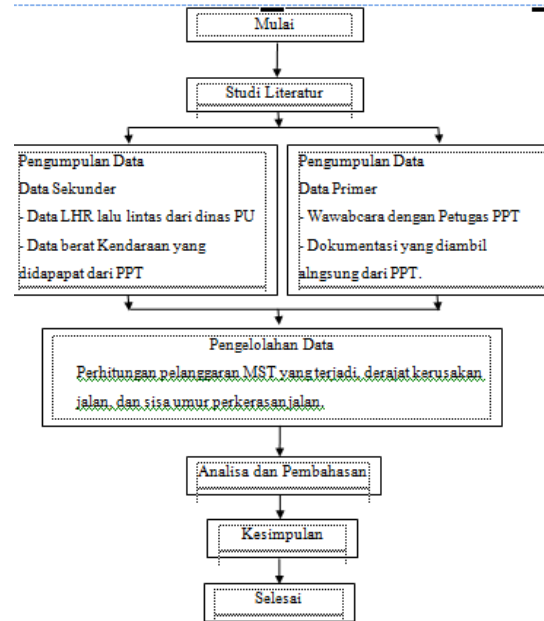 Mulai
Studi Literatur
Pengumpulan Data
Data Sekunder
- Data LHR lalu lintas dari dinas PU
- Data berat Kendaraan yang
didapapat dari PPT
Pengumpulan Data
Data Primer
- Wawabcara dengan Petugas PPT
- Dokumentasi yang diambil
alngsung dari PPT.
Pengelolahan Data
Perhitungan pelanggaran MST yang terjadi, derajat kerusakan
jalan, dan sisa umur perkerasan jalan.
Analisa dan Pembahasan
Kesimpulan
Selesai